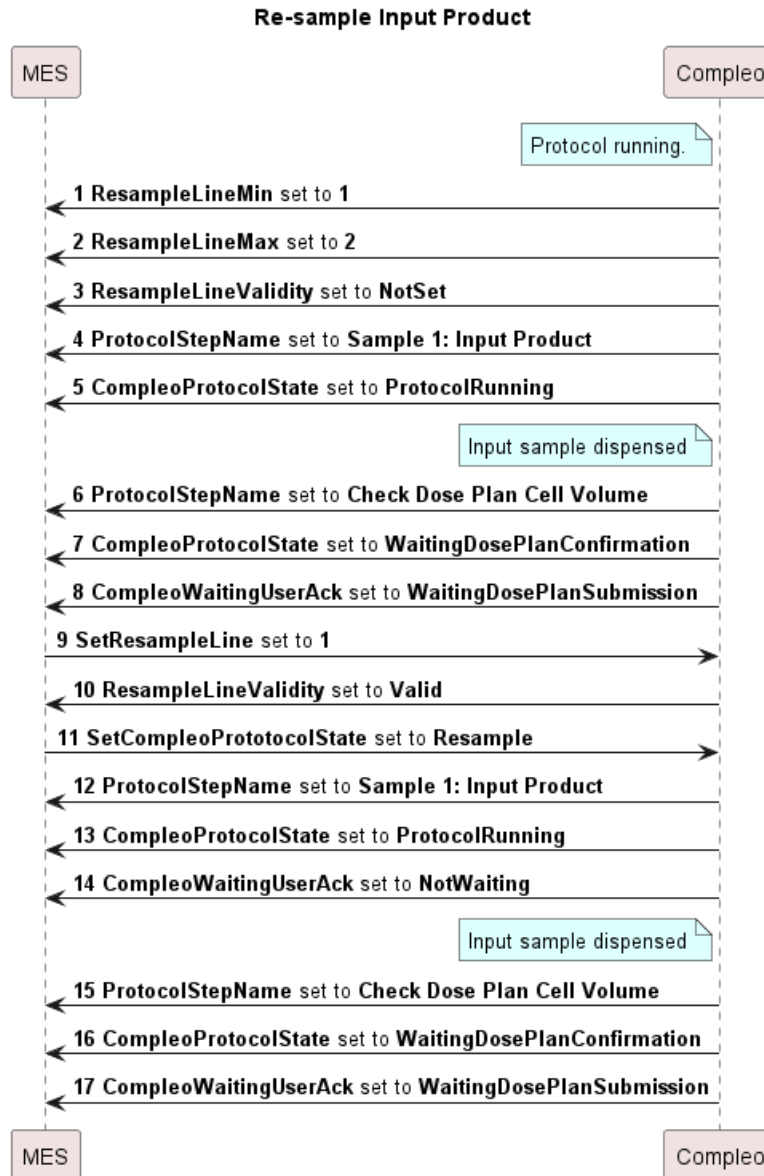 Re-sample Input Product
MES
Compleo
Protocol running.
1 ResampleLineMin set to 1
2 ResampleLineMax set to 2
3 ResampleLineValidity set to NotSet
4 ProtocolStepName set to Sample 1: Input Product
5 CompleoProtocolState set to ProtocolRunning
Input sample dispensed
6 ProtocolStepName set to Check Dose Plan Cell Volume
7 CompleoProtocolState set to WaitingDosePlanConfirmation
8 CompleoWaitingUserAck set to WaitingDosePlanSubmission
9 SetResampleLine set to 1
10 ResampleLineValidity set to Valid
11 SetCompleoPrototocolState set to Resample
12 ProtocolStepName set to Sample 1: Input Product
13 CompleoProtocolState set to ProtocolRunning
14 CompleoWaitingUserAck set to NotWaiting
Input sample dispensed
15 ProtocolStepName set to Check Dose Plan Cell Volume
16 CompleoProtocolState set to WaitingDosePlanConfirmation
17 CompleoWaitingUserAck set to WaitingDosePlanSubmission
MES
Compleo